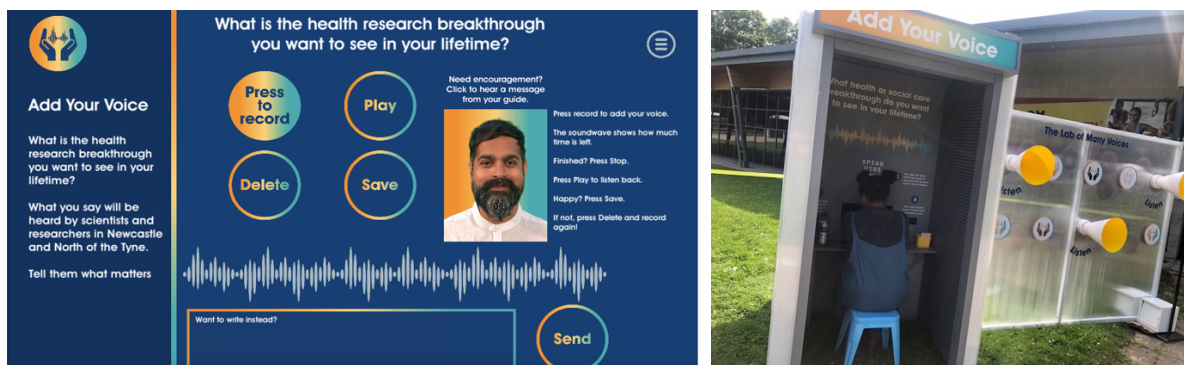 What is the health research breakthrough
you want to see in your lifetime?
Add Your Voice
What is the health
research breakthrough
you want to see in your
lifetime?
What you say will be
heard by scientists and
researchers in Newcastle
and North of the Tyne.
Tell them what matters
Press
to
record
Play
Delete
Save
Need encouragement?
Click to hear a message
from your guide.
Press record to add your voice.
The soundwave shows how much
time is left.
Finished? Press Stop.
Press Play to listen back.
Happy? Press Save.
If not, press Delete and record
again!
Want to write instead?
Send
Add Your Voice
What health or social care
breakthrough do you want
to see in your lifetime?
SPEAK
HERE
4
The Lab of Many Voices
Listen
Listen
Listen